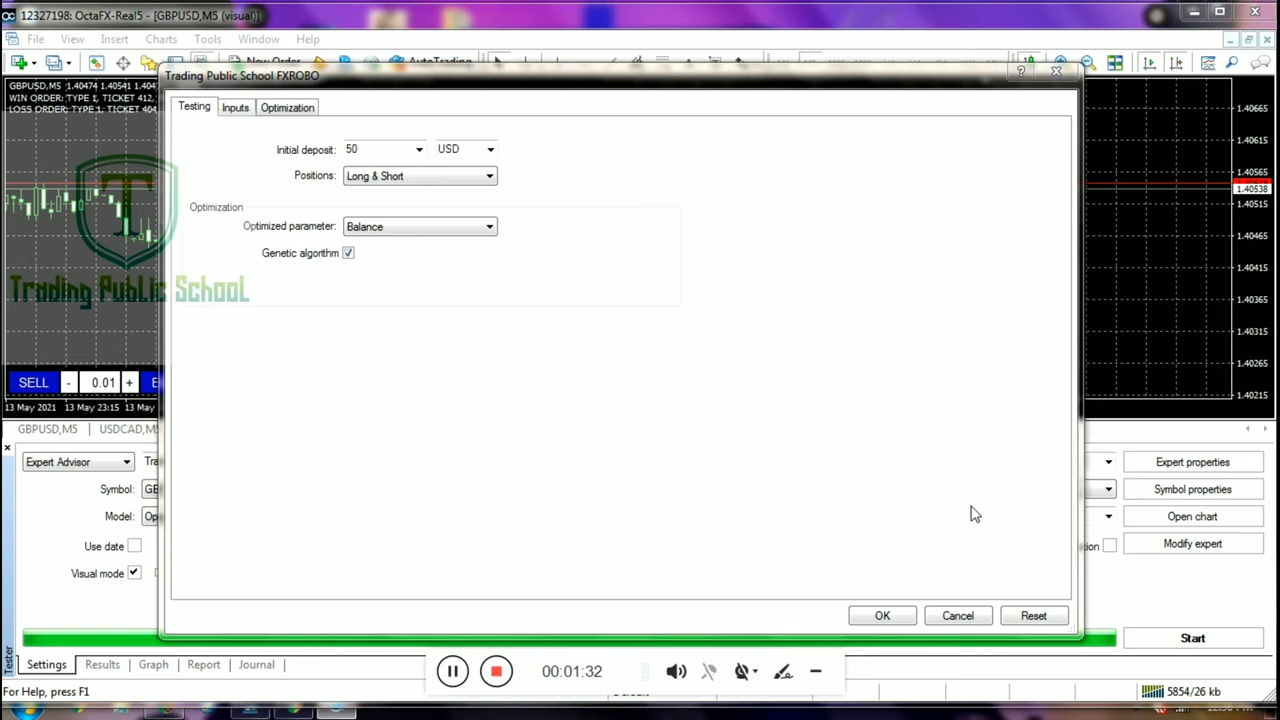 12327198: OctaFX-Real5 - [GBPUSD,M5 (visual)]
File View Insert Charts Tools Window Help
New Order AutoTrading
Trading Public School FXROBO
GBPUSD,M5 1.40474 1.40541 1.404
WIN ORDER: TYPE 1, TICKET 412,
LOSS ORDER: TYPE 1, TICKET 404
Testing Inputs Optimization
Initial deposit: 50 USD
Positions: Long & Short
Optimization
Optimized parameter: Balance
Genetic algorithm
T
Trading Public School
1.40665
1.40615
1.40565
1.40538
1.40515
1.40465
1.40415
1.40365
1.40315
1.40265
1.40215
SELL - 0.01 +
13 May 2021 13 May 23:15 13 May
GBPUSD,M5 USDCAD,M5
Expert Advisor Expert properties
Symbol: Symbol properties
Model: Open chart
Use date Modify expert
Visual mode
OK Cancel Reset
Start
Tester
Settings Results Graph Report Journal
00:01:32
For Help, press F1
5854/26 kb